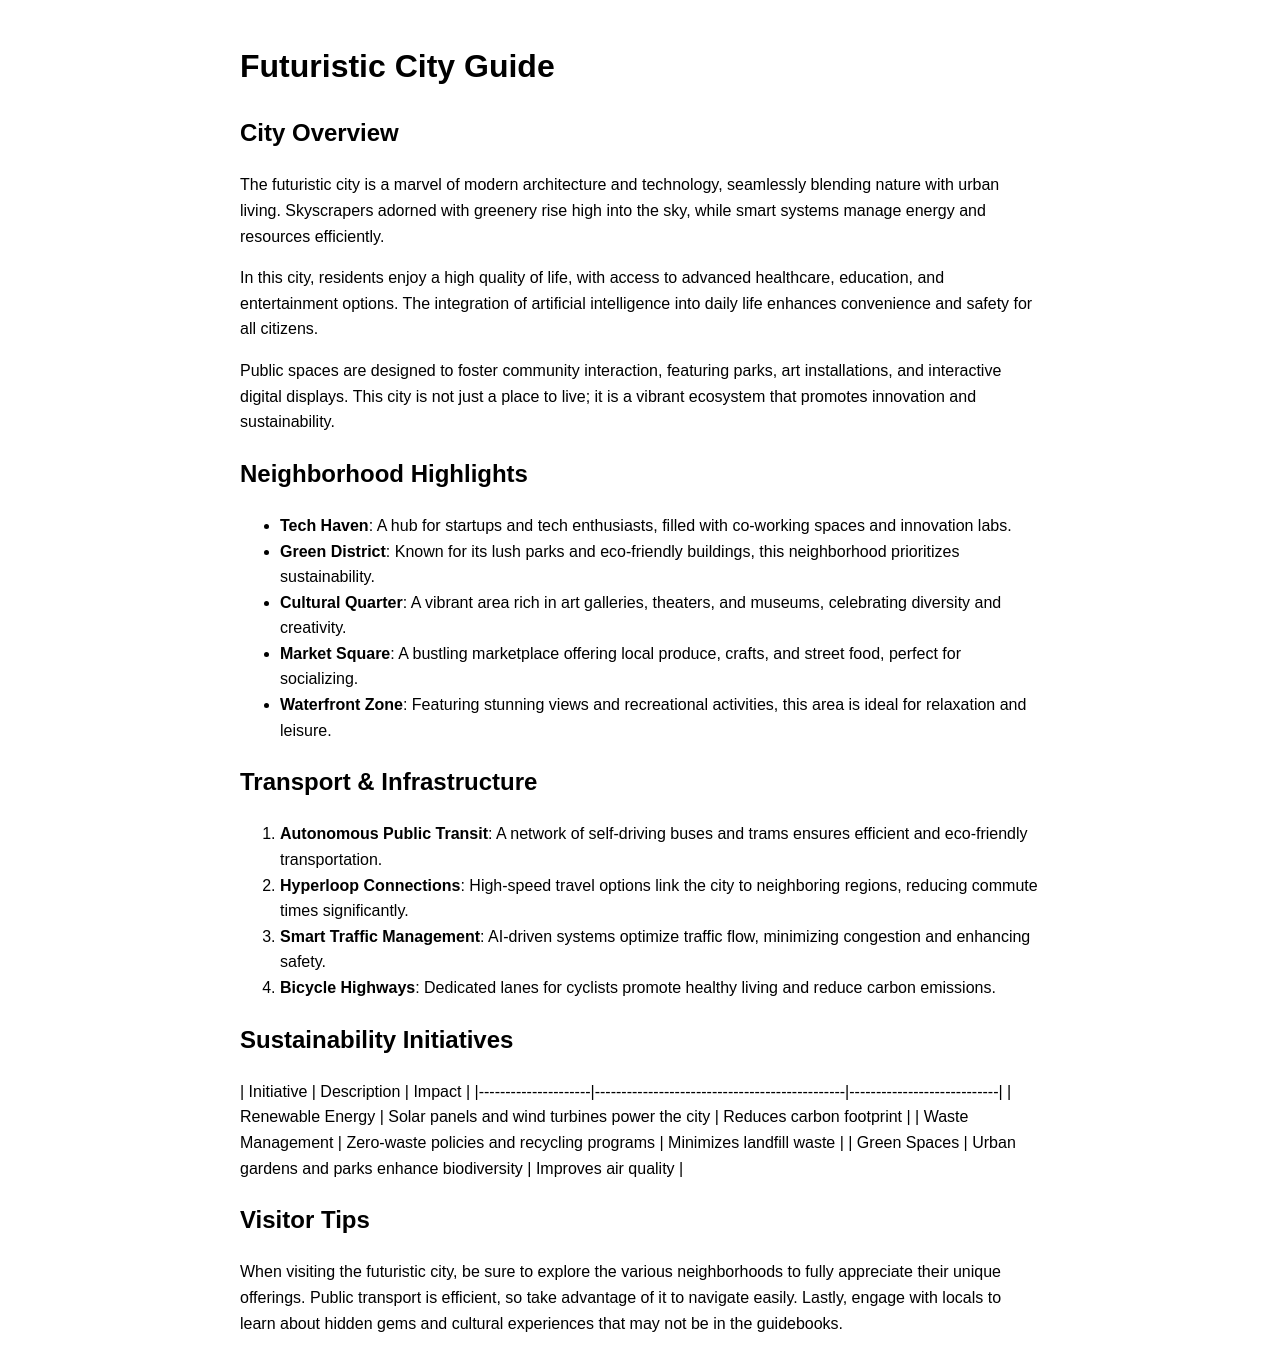 Futuristic City Guide
City Overview
The futuristic city is a marvel of modern architecture and technology, seamlessly blending nature with urban
living. Skyscrapers adorned with greenery rise high into the sky, while smart systems manage energy and
resources efficiently.
In this city, residents enjoy a high quality of life, with access to advanced healthcare, education, and
entertainment options. The integration of artificial intelligence into daily life enhances convenience and safety for
all citizens.
Public spaces are designed to foster community interaction, featuring parks, art installations, and interactive
digital displays. This city is not just a place to live; it is a vibrant ecosystem that promotes innovation and
sustainability.
Neighborhood Highlights
• Tech Haven: A hub for startups and tech enthusiasts, filled with co-working spaces and innovation labs.
• Green District: Known for its lush parks and eco-friendly buildings, this neighborhood prioritizes
sustainability.
• Cultural Quarter: A vibrant area rich in art galleries, theaters, and museums, celebrating diversity and
creativity.
• Market Square: A bustling marketplace offering local produce, crafts, and street food, perfect for
socializing.
• Waterfront Zone: Featuring stunning views and recreational activities, this area is ideal for relaxation and
leisure.
Transport & Infrastructure
1. Autonomous Public Transit: A network of self-driving buses and trams ensures efficient and eco-friendly
transportation.
2. Hyperloop Connections: High-speed travel options link the city to neighboring regions, reducing commute
times significantly.
3. Smart Traffic Management: AI-driven systems optimize traffic flow, minimizing congestion and enhancing
safety.
4. Bicycle Highways: Dedicated lanes for cyclists promote healthy living and reduce carbon emissions.
Sustainability Initiatives
| Initiative | Description | Impact | |---------------------|-----------------------------------------------|----------------------------| |
Renewable Energy | Solar panels and wind turbines power the city | Reduces carbon footprint | | Waste
Management | Zero-waste policies and recycling programs | Minimizes landfill waste | | Green Spaces | Urban
gardens and parks enhance biodiversity | Improves air quality |
Visitor Tips
When visiting the futuristic city, be sure to explore the various neighborhoods to fully appreciate their unique
offerings. Public transport is efficient, so take advantage of it to navigate easily. Lastly, engage with locals to
learn about hidden gems and cultural experiences that may not be in the guidebooks.